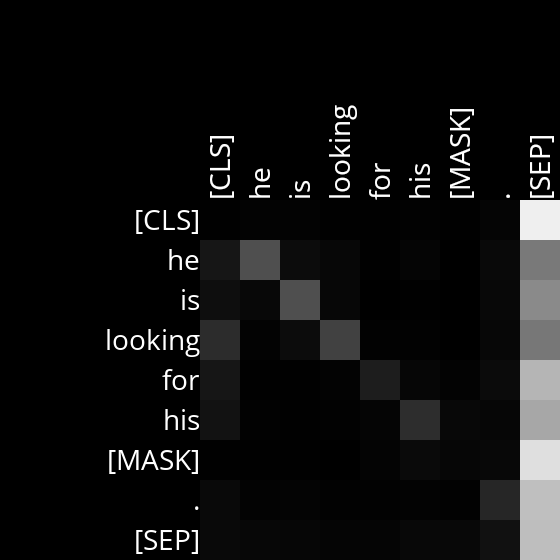 [CLS] he is looking for his [MASK] . [SEP]
[CLS]
he
is
looking
for
his
[MASK]
.
[SEP]